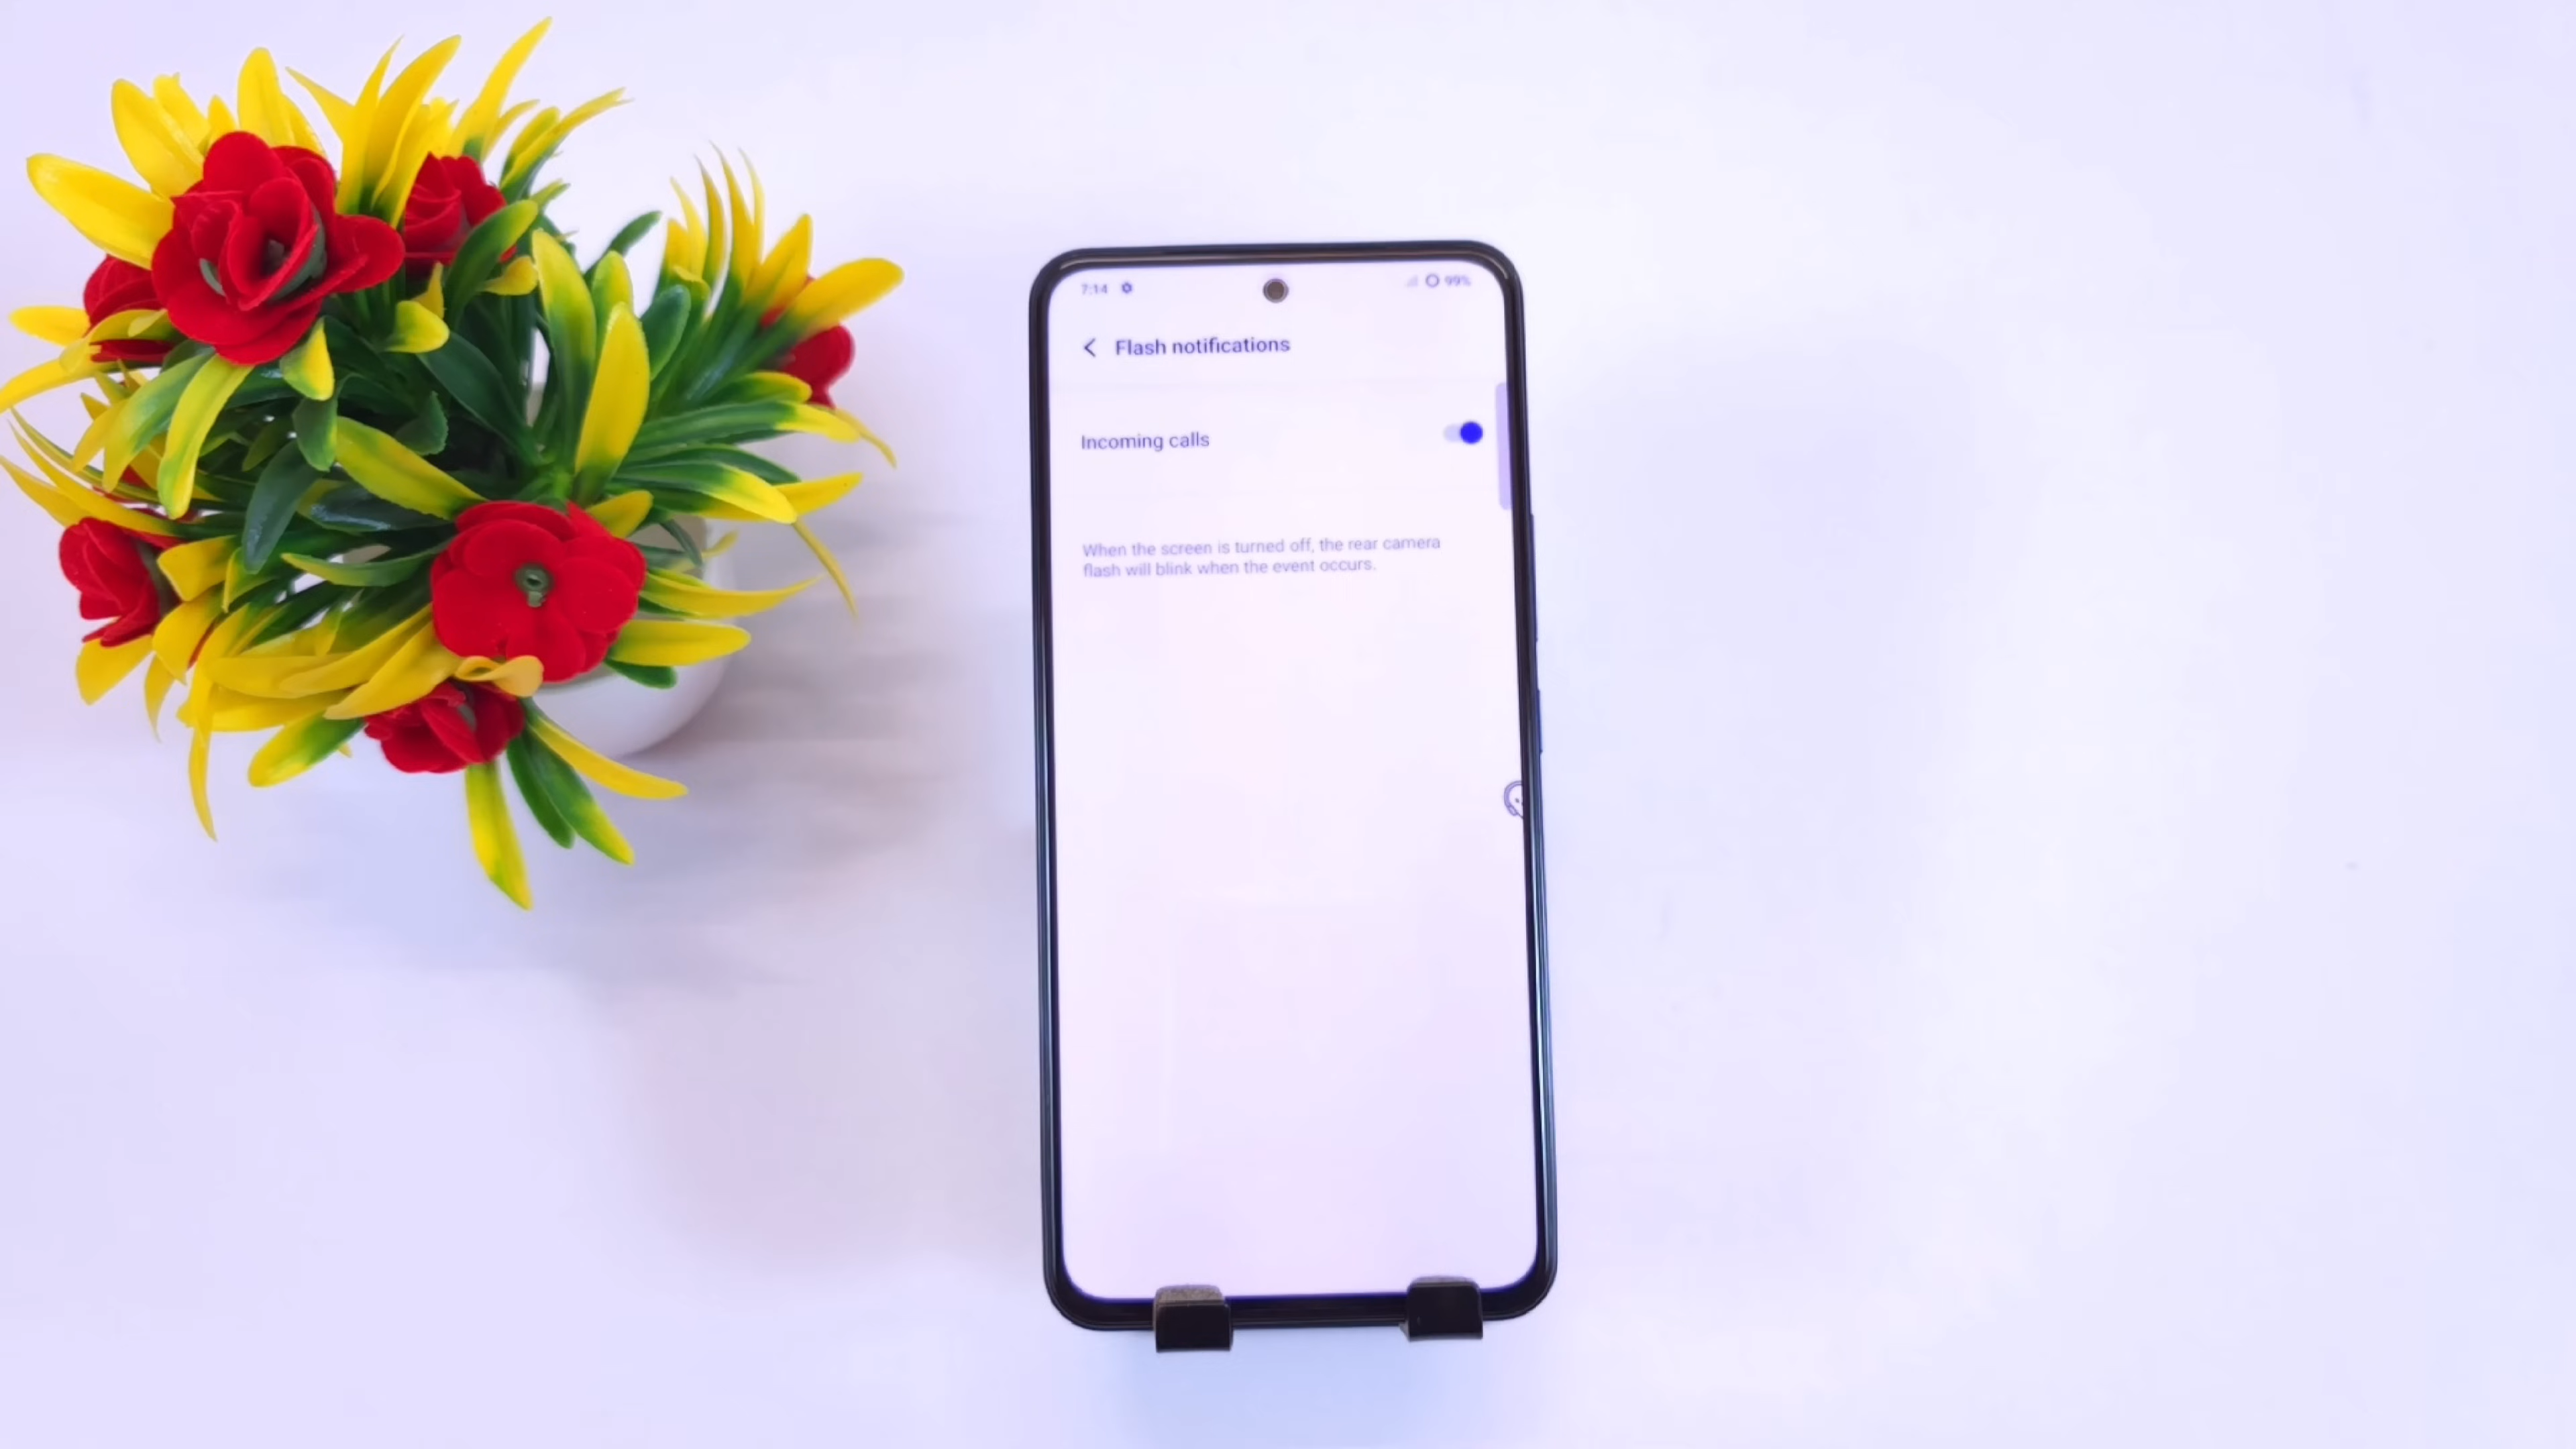 7:14
99%
Flash notifications
Incoming calls
When the screen is turned off, the rear camera
flash will blink when the event occurs.